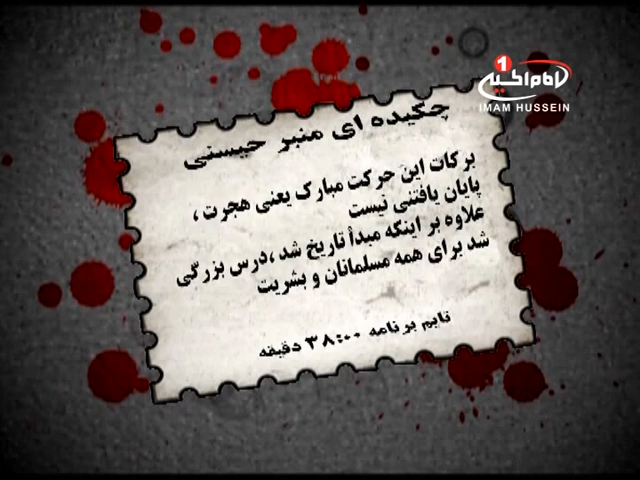 1
امام حسین
IMAM HUSSEIN
چکیده ای منبر حسینی
برکات این حرکت مبارک یعنی هجرت ،
پایان یافتنی نیست
علاوه بر اینکه مبدأ تاریخ شد ،درس بزرگی
شد برای همه مسلمانان و بشریت
تایم برنامه ۳۸:۰۰ دقیقه